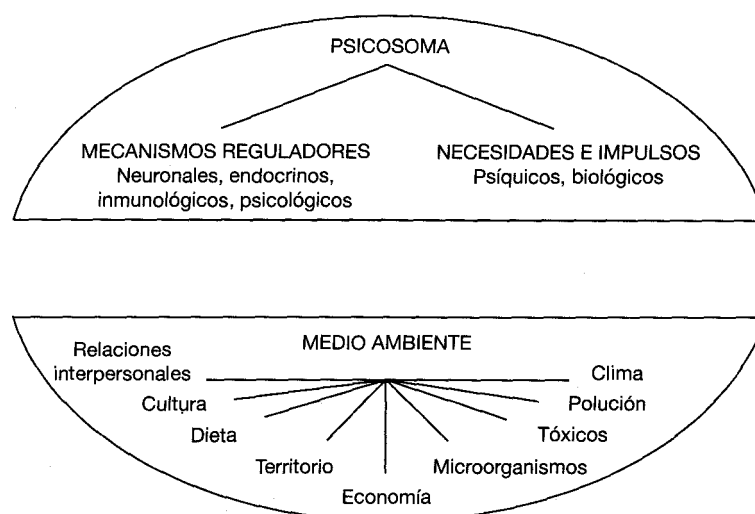 PSICOSOMA
MECANISMOS REGULADORES
Neuronales, endocrinos,
inmunológicos, psicológicos
NECESIDADES E IMPULSOS
Psíquicos, biológicos
MEDIO AMBIENTE
Relaciones
interpersonales
Cultura
Dieta
Territorio
Economía
Microorganismos
Tóxicos
Polución
Clima